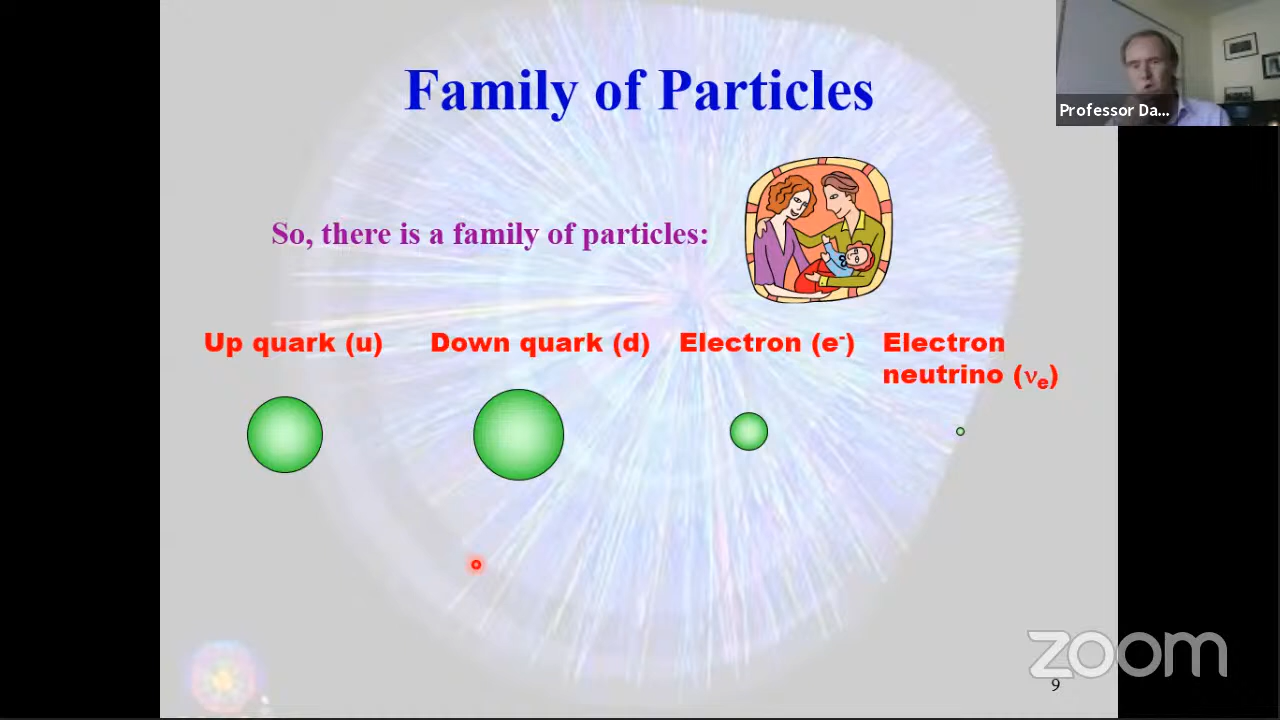 Family of Particles
Professor Da...
So, there is a family of particles:
Up quark (u)
Down quark (d)
Electron (e-)
Electron
neutrino (νe)
zoom
9